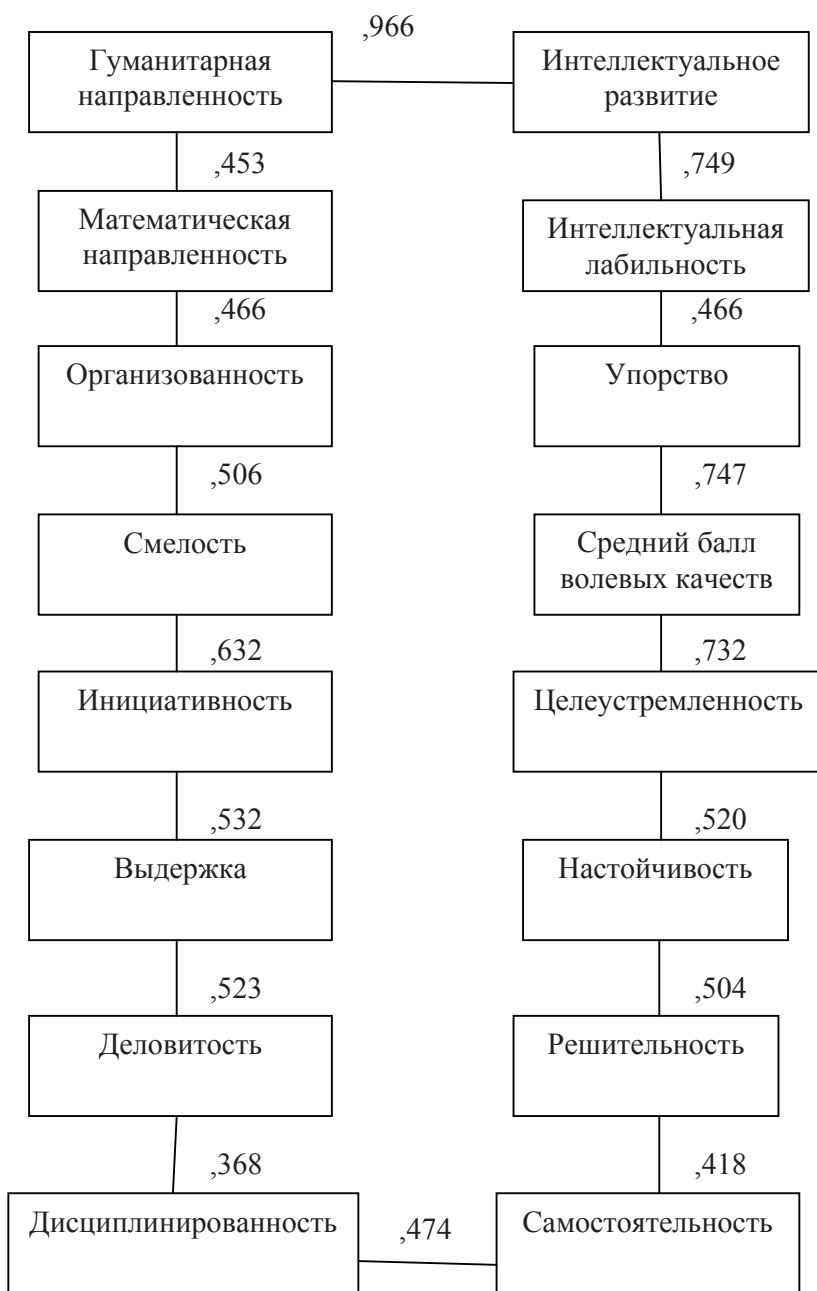 ,966
Гуманитарная
направленность
Интеллектуальное
развитие
,453
,749
Математическая
направленность
Интеллектуальная
лабильность
,466
,466
Организованность
Упорство
,506
,747
Смелость
Средний балл
волевых качеств
,632
,732
Инициативность
Целеустремленность
,532
,520
Выдержка
Настойчивость
,523
,504
Деловитость
Решительность
,368
,418
Дисциплинированность
,474
Самостоятельность